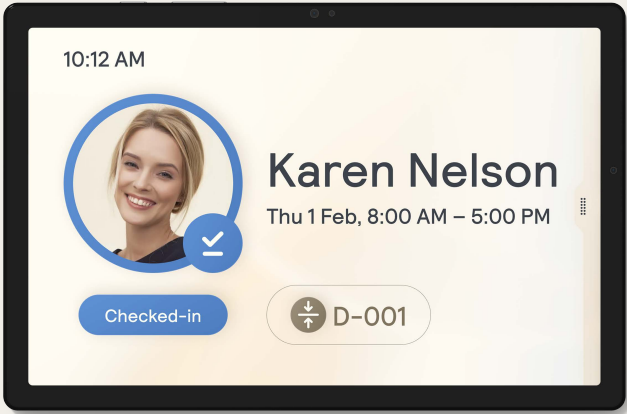 10:12 AM
Karen Nelson
Thu 1 Feb, 8:00 AM – 5:00 PM
Checked-in
D-001